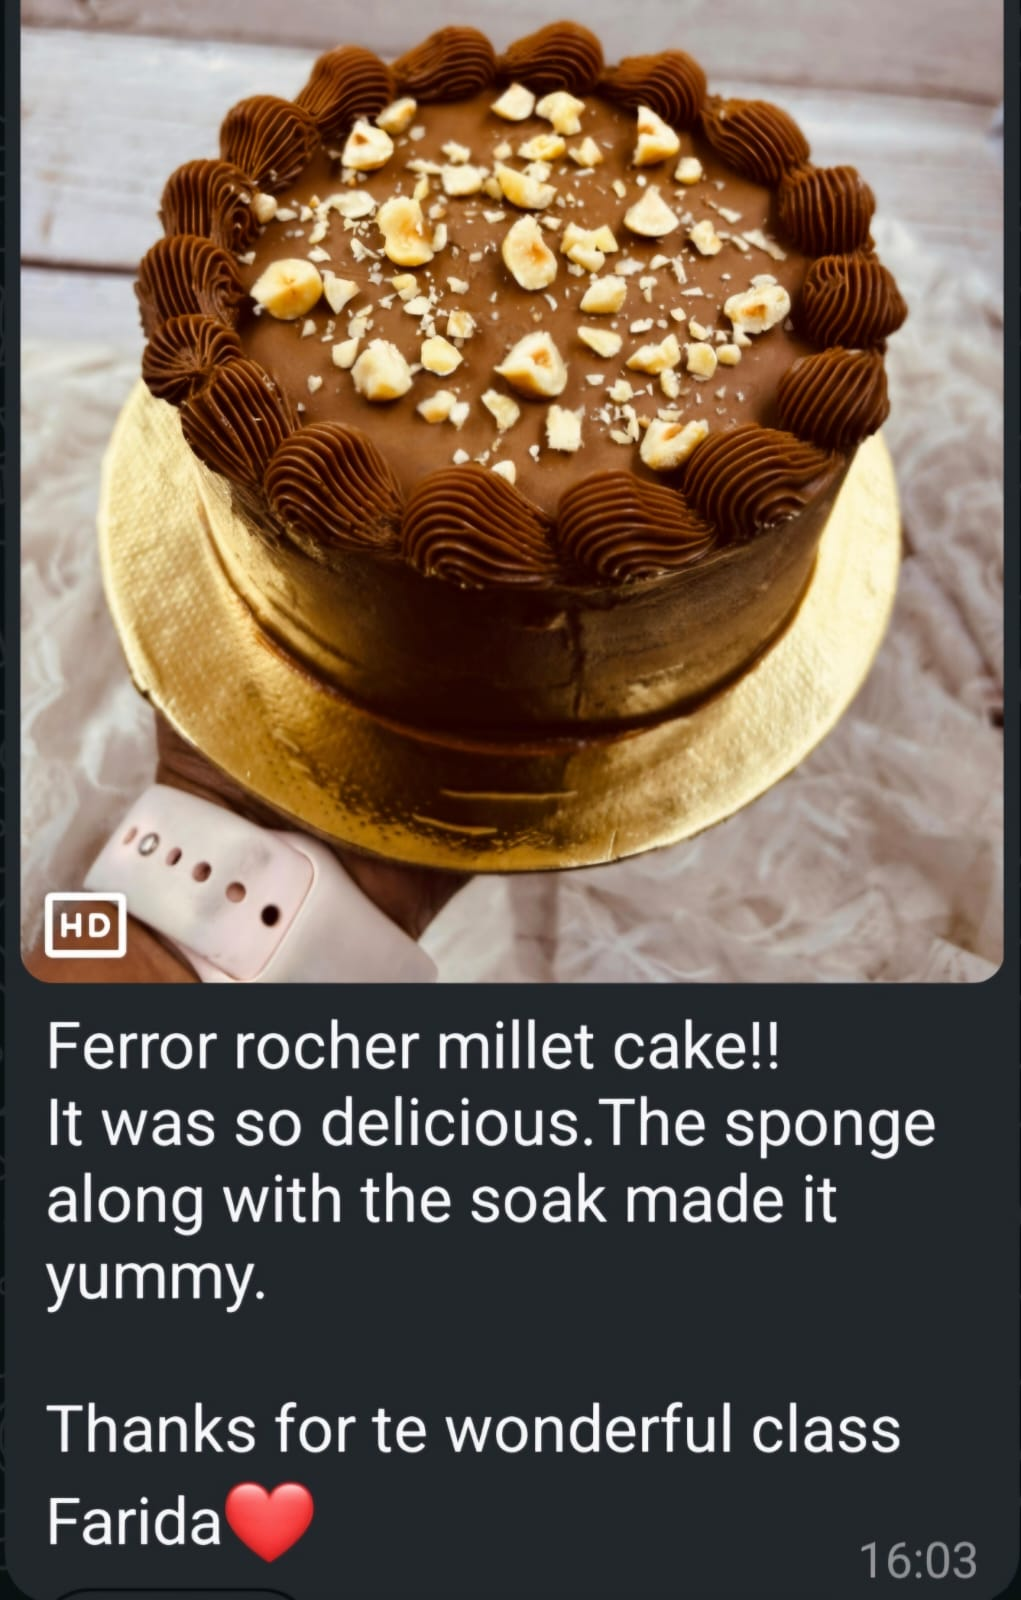 HD
Ferror rocher millet cake!!
It was so delicious.The sponge
along with the soak made it
yummy.
Thanks for te wonderful class
Farida❤️
16:03